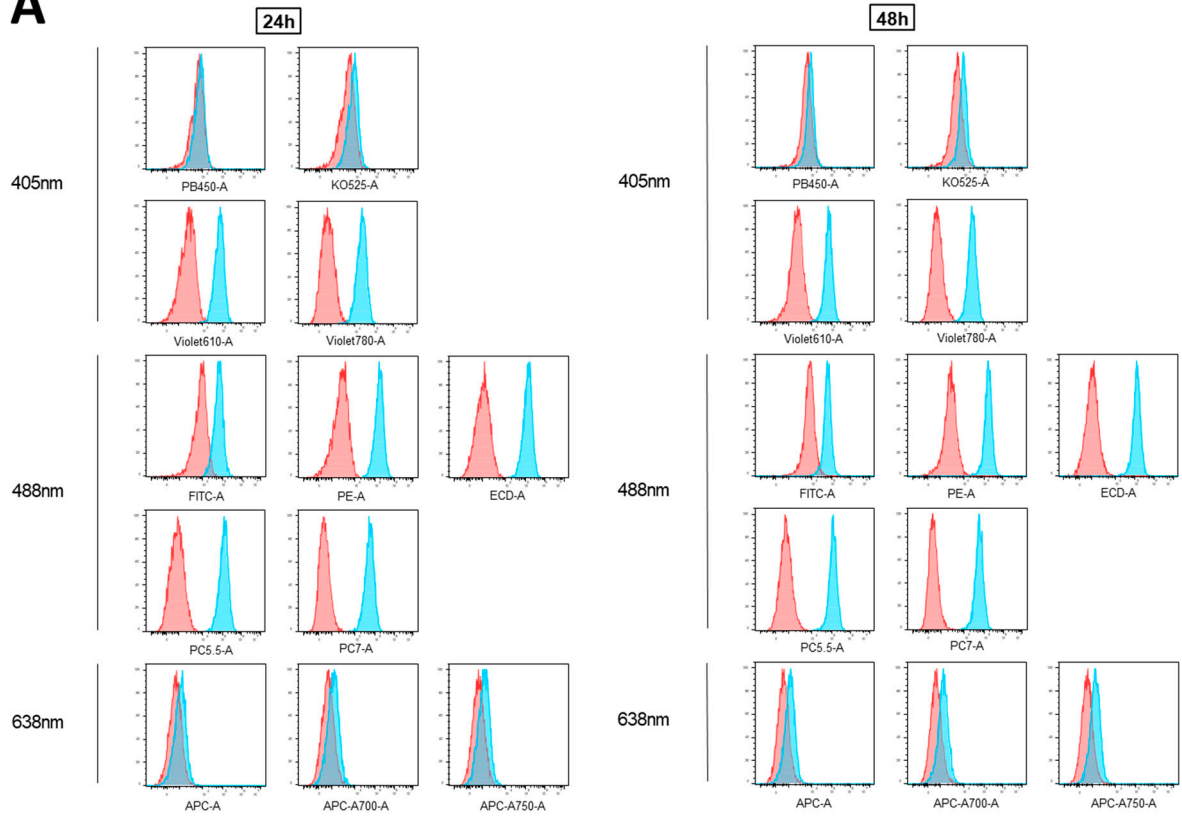 A
24h
48h
405nm
PB450-A
KO525-A
Violet610-A
Violet780-A
488nm
FITC-A
PE-A
ECD-A
PC5.5-A
PC7-A
638nm
APC-A
APC-A700-A
APC-A750-A
405nm
PB450-A
KO525-A
Violet610-A
Violet780-A
488nm
FITC-A
PE-A
ECD-A
PC5.5-A
PC7-A
638nm
APC-A
APC-A700-A
APC-A750-A